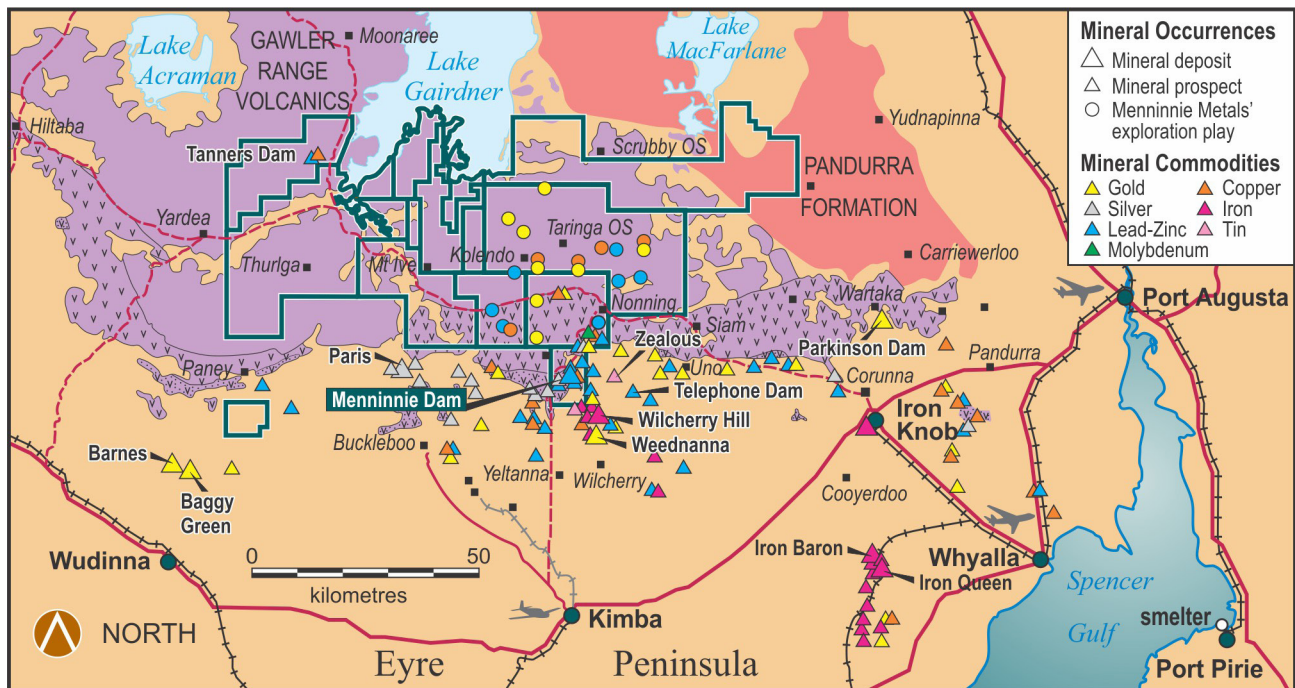 Lake
Acraman
GAWLER
RANGE
VOLCANICS
Moonaree
Lake
Gairdner
Lake
MacFarlane
Hiltaba
Tanners Dam
Scrubby OS
Yudnapinna
PANDURRA
FORMATION
Yardea
Thurlga
Mt Ive
Kolendo
Taringa OS
Carriewerloo
Nonning
Siam
Wartaka
Port Augusta
Zealous
Parkinson Dam
Paney
Paris
Uno
Pandurra
Menninnie Dam
Telephone Dam
Corunna
Wilcherry Hill
Iron
Knob
Buckleboo
Weednanna
Barnes
Baggy
Green
Yeltanna
Wilcherry
Cooyerdoo
Wudinna
0
50
kilometres
Iron Baron
Iron Queen
Whyalla
Spencer
Gulf
smelter
Port Pirie
Kimba
NORTH
Eyre
Peninsula
Mineral Occurrences
Mineral deposit
Mineral prospect
Menninnie Metals'
exploration play
Mineral Commodities
Gold
Copper
Silver
Iron
Lead-Zinc
Tin
Molybdenum